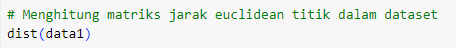 # Menghitung matriks jarak euclidean titik dalam dataset
dist(data1)